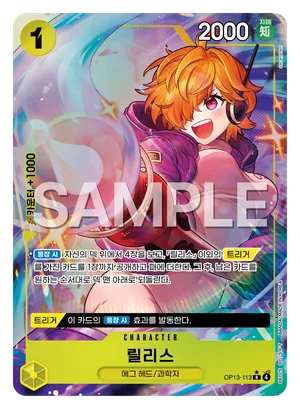 1
2000
지혜
知
카운터 +1000
SAMPLE
등장 시 자신의 덱 위에서 4장을 보고, 「릴리스」 이외의 트리거
를 가진 카드를 1장까지 공개하고 패에 더한다. 그 후, 남은 카드를
원하는 순서대로 덱 맨 아래로 되돌린다.
트리거 이 카드의 등장 시 효과를 발동한다.
CHARACTER
릴리스
에그 헤드/과학자
OP13-113